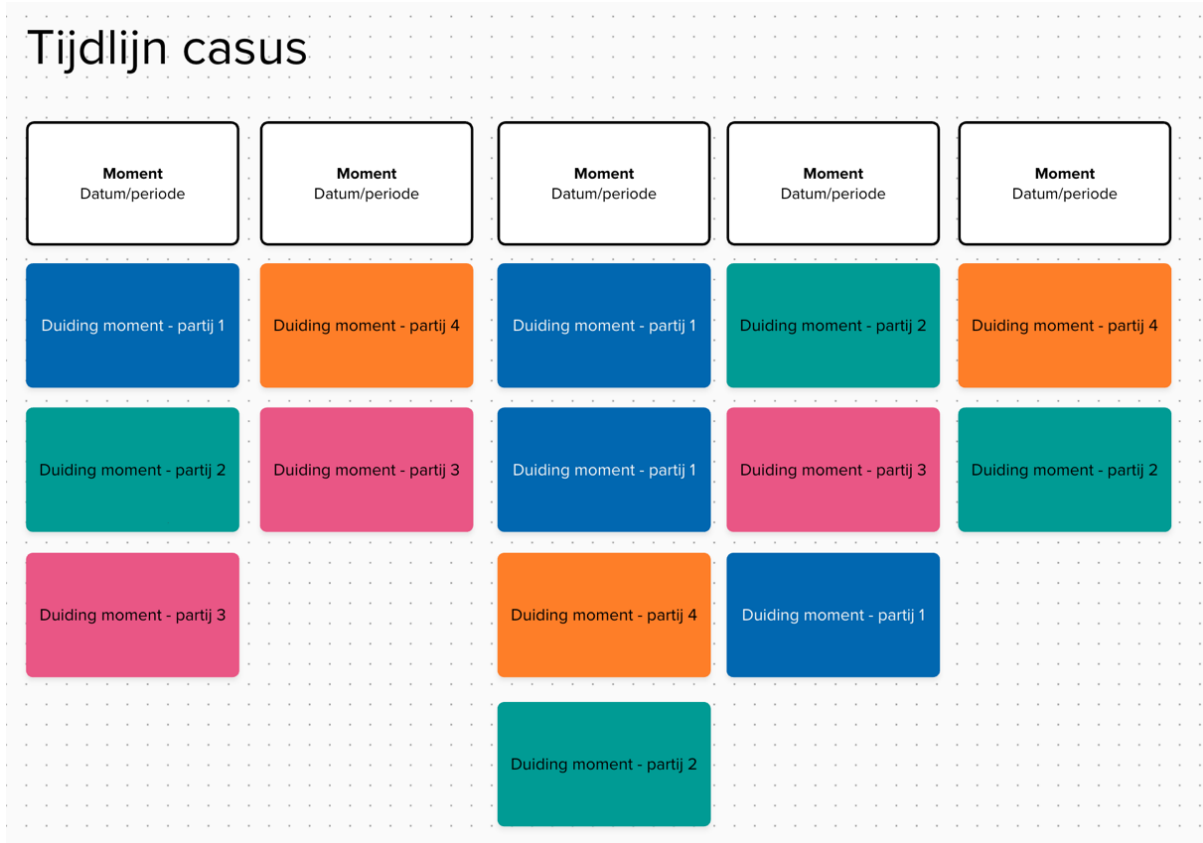 Tijdlijn casus
Moment
Datum/periode
Moment
Datum/periode
Moment
Datum/periode
Moment
Datum/periode
Moment
Datum/periode
Duiding moment - partij 1
Duiding moment - partij 4
Duiding moment - partij 1
Duiding moment - partij 2
Duiding moment - partij 4
Duiding moment - partij 2
Duiding moment - partij 3
Duiding moment - partij 1
Duiding moment - partij 3
Duiding moment - partij 2
Duiding moment - partij 3
Duiding moment - partij 4
Duiding moment - partij 1
Duiding moment - partij 2